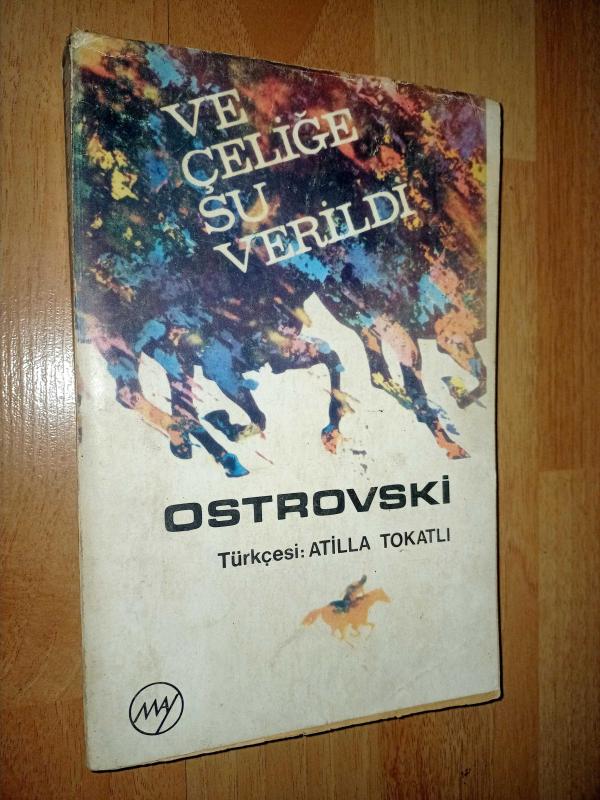 VE
ÇELİĞE
SU
VERİLDİ
OSTROVSKİ
Türkçesi: ATİLLA TOKATLI
MAY